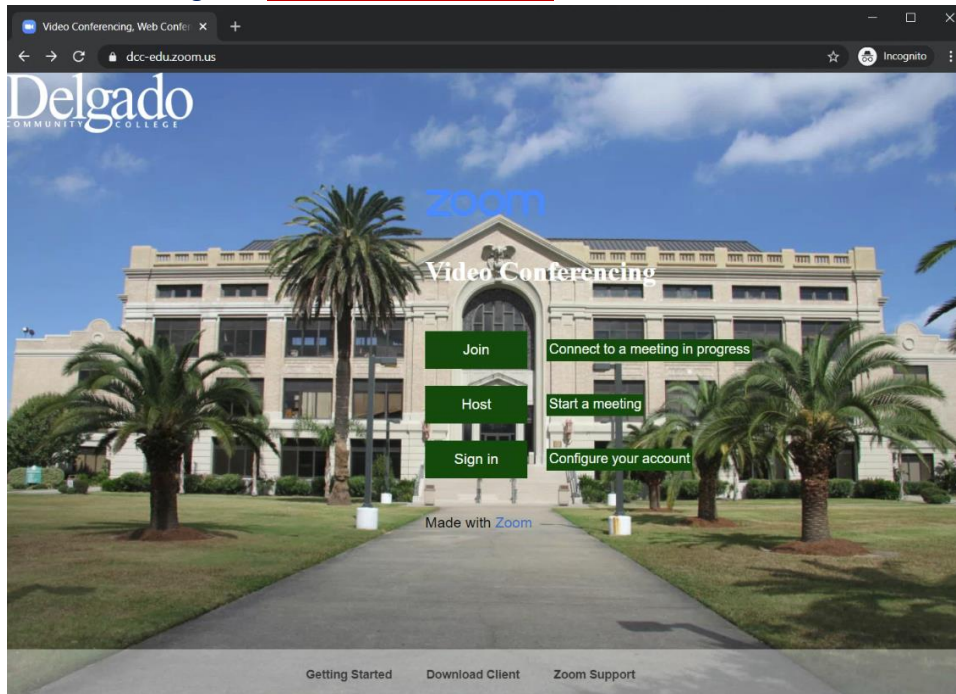 Video Conferencing, Web Confer
dcc-edu.zoom.us
Incognito
Delgado
COMMUNITY COLLEGE
zoom
Video Conferencing
Join Connect to a meeting in progress
Host Start a meeting
Sign in Configure your account
Made with Zoom
Getting Started Download Client Zoom Support